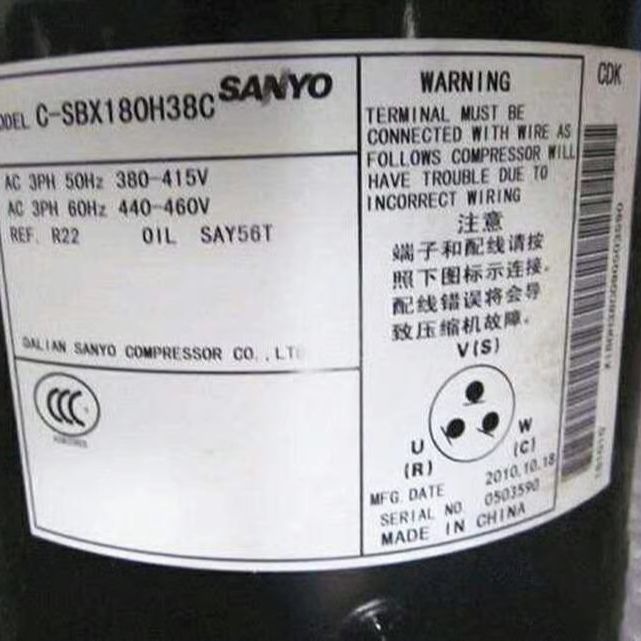 MODEL C-SBX180H38C SANYO
AC 3PH 50Hz 380-415V
AC 3PH 60Hz 440-460V
REF. R22 OIL SAY56T
DALIAN SANYO COMPRESSOR CO.,LTD
CCC
WARNING
TERMINAL MUST BE
CONNECTED WITH WIRE AS
FOLLOWS COMPRESSOR WILL
HAVE TROUBLE DUE TO
INCORRECT WIRING
注意
端子和配线请按
照下图标示连接.
配线错误将会导
致压缩机故障.
V(S)
U
(R)
W
(C)
MFG. DATE 2010.10.18
SERIAL NO. 0503590
MADE IN CHINA
CDK